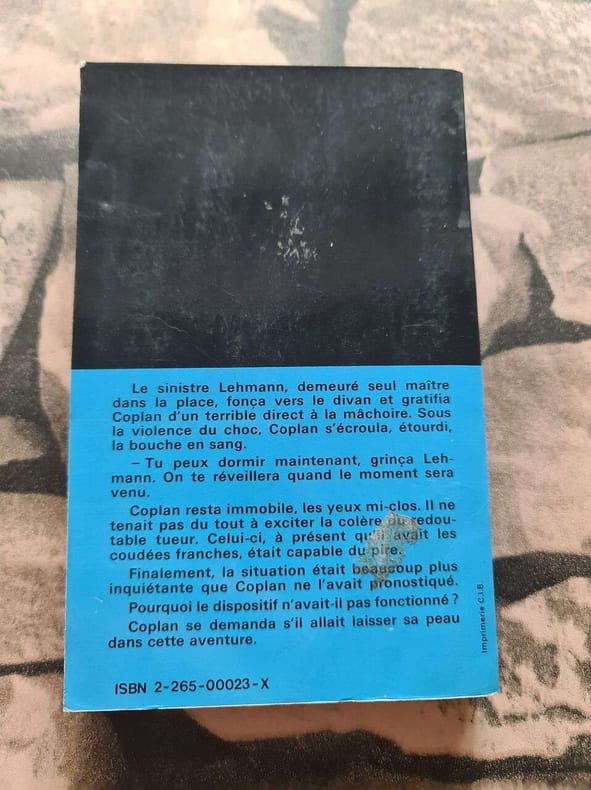 Le sinistre Lehmann, demeuré seul maître
dans la place, fonça vers le divan et gratifia
Coplan d'un terrible direct à la mâchoire. Sous
la violence du choc, Coplan s'écroula, étourdi,
la bouche en sang.
– Tu peux dormir maintenant, grinça Leh-
mann. On te réveillera quand le moment sera
venu.
Coplan resta immobile, les yeux mi-clos. Il ne
tenait pas du tout à exciter la colère du redou-
table tueur. Celui-ci, à présent qu'il avait les
coudées franches, était capable du pire.
Finalement, la situation était beaucoup plus
inquiétante que Coplan ne l'avait pronostiqué.
Pourquoi le dispositif n'avait-il pas fonctionné ?
Coplan se demanda s'il allait laisser sa peau
dans cette aventure.
ISBN 2-265-00023-X
Imprimerie C.I.B.